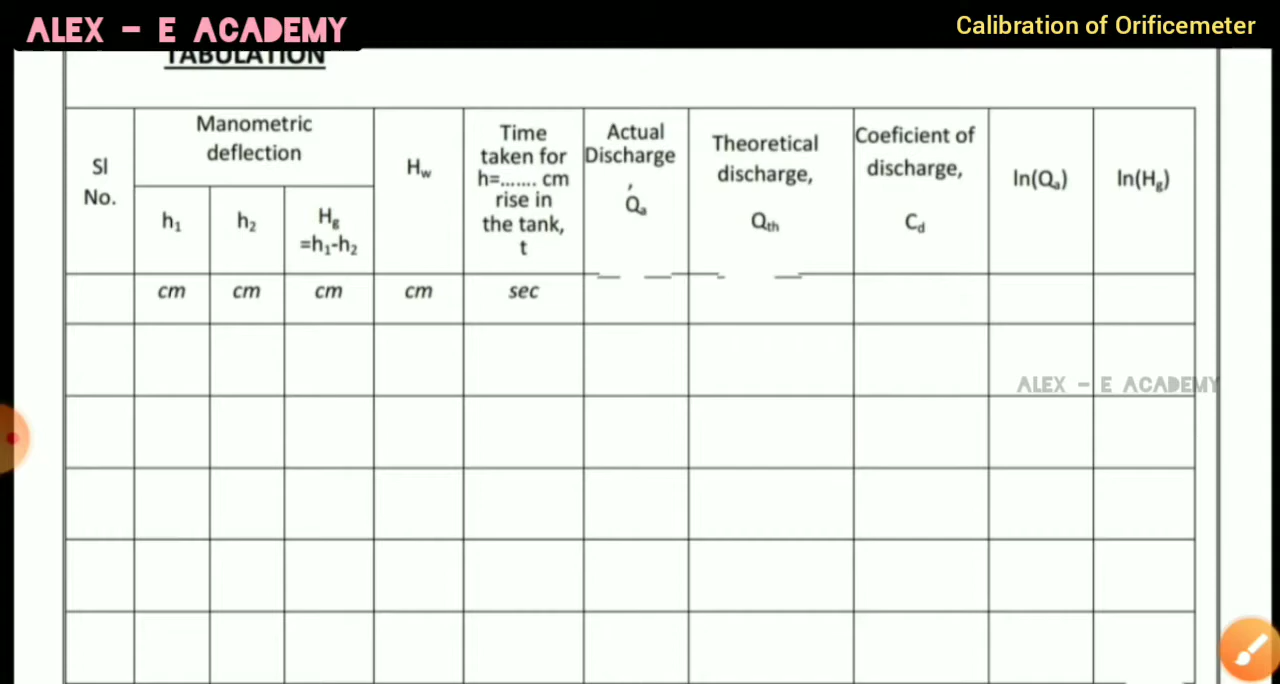 ALEX - E ACADEMY
Calibration of Orificemeter
TABULATION
Sl
No.
Manometric
deflection
h₁
h₂
Hg
=h₁-h₂
Hw
Time
taken for
h=....... cm
rise in
the tank,
t
Actual
Discharge
,
Qa
Theoretical
discharge,
Qth
Coeficient of
discharge,
Cd
ln(Qa)
ln(Hg)
cm
cm
cm
cm
sec
ALEX - E ACADEMY